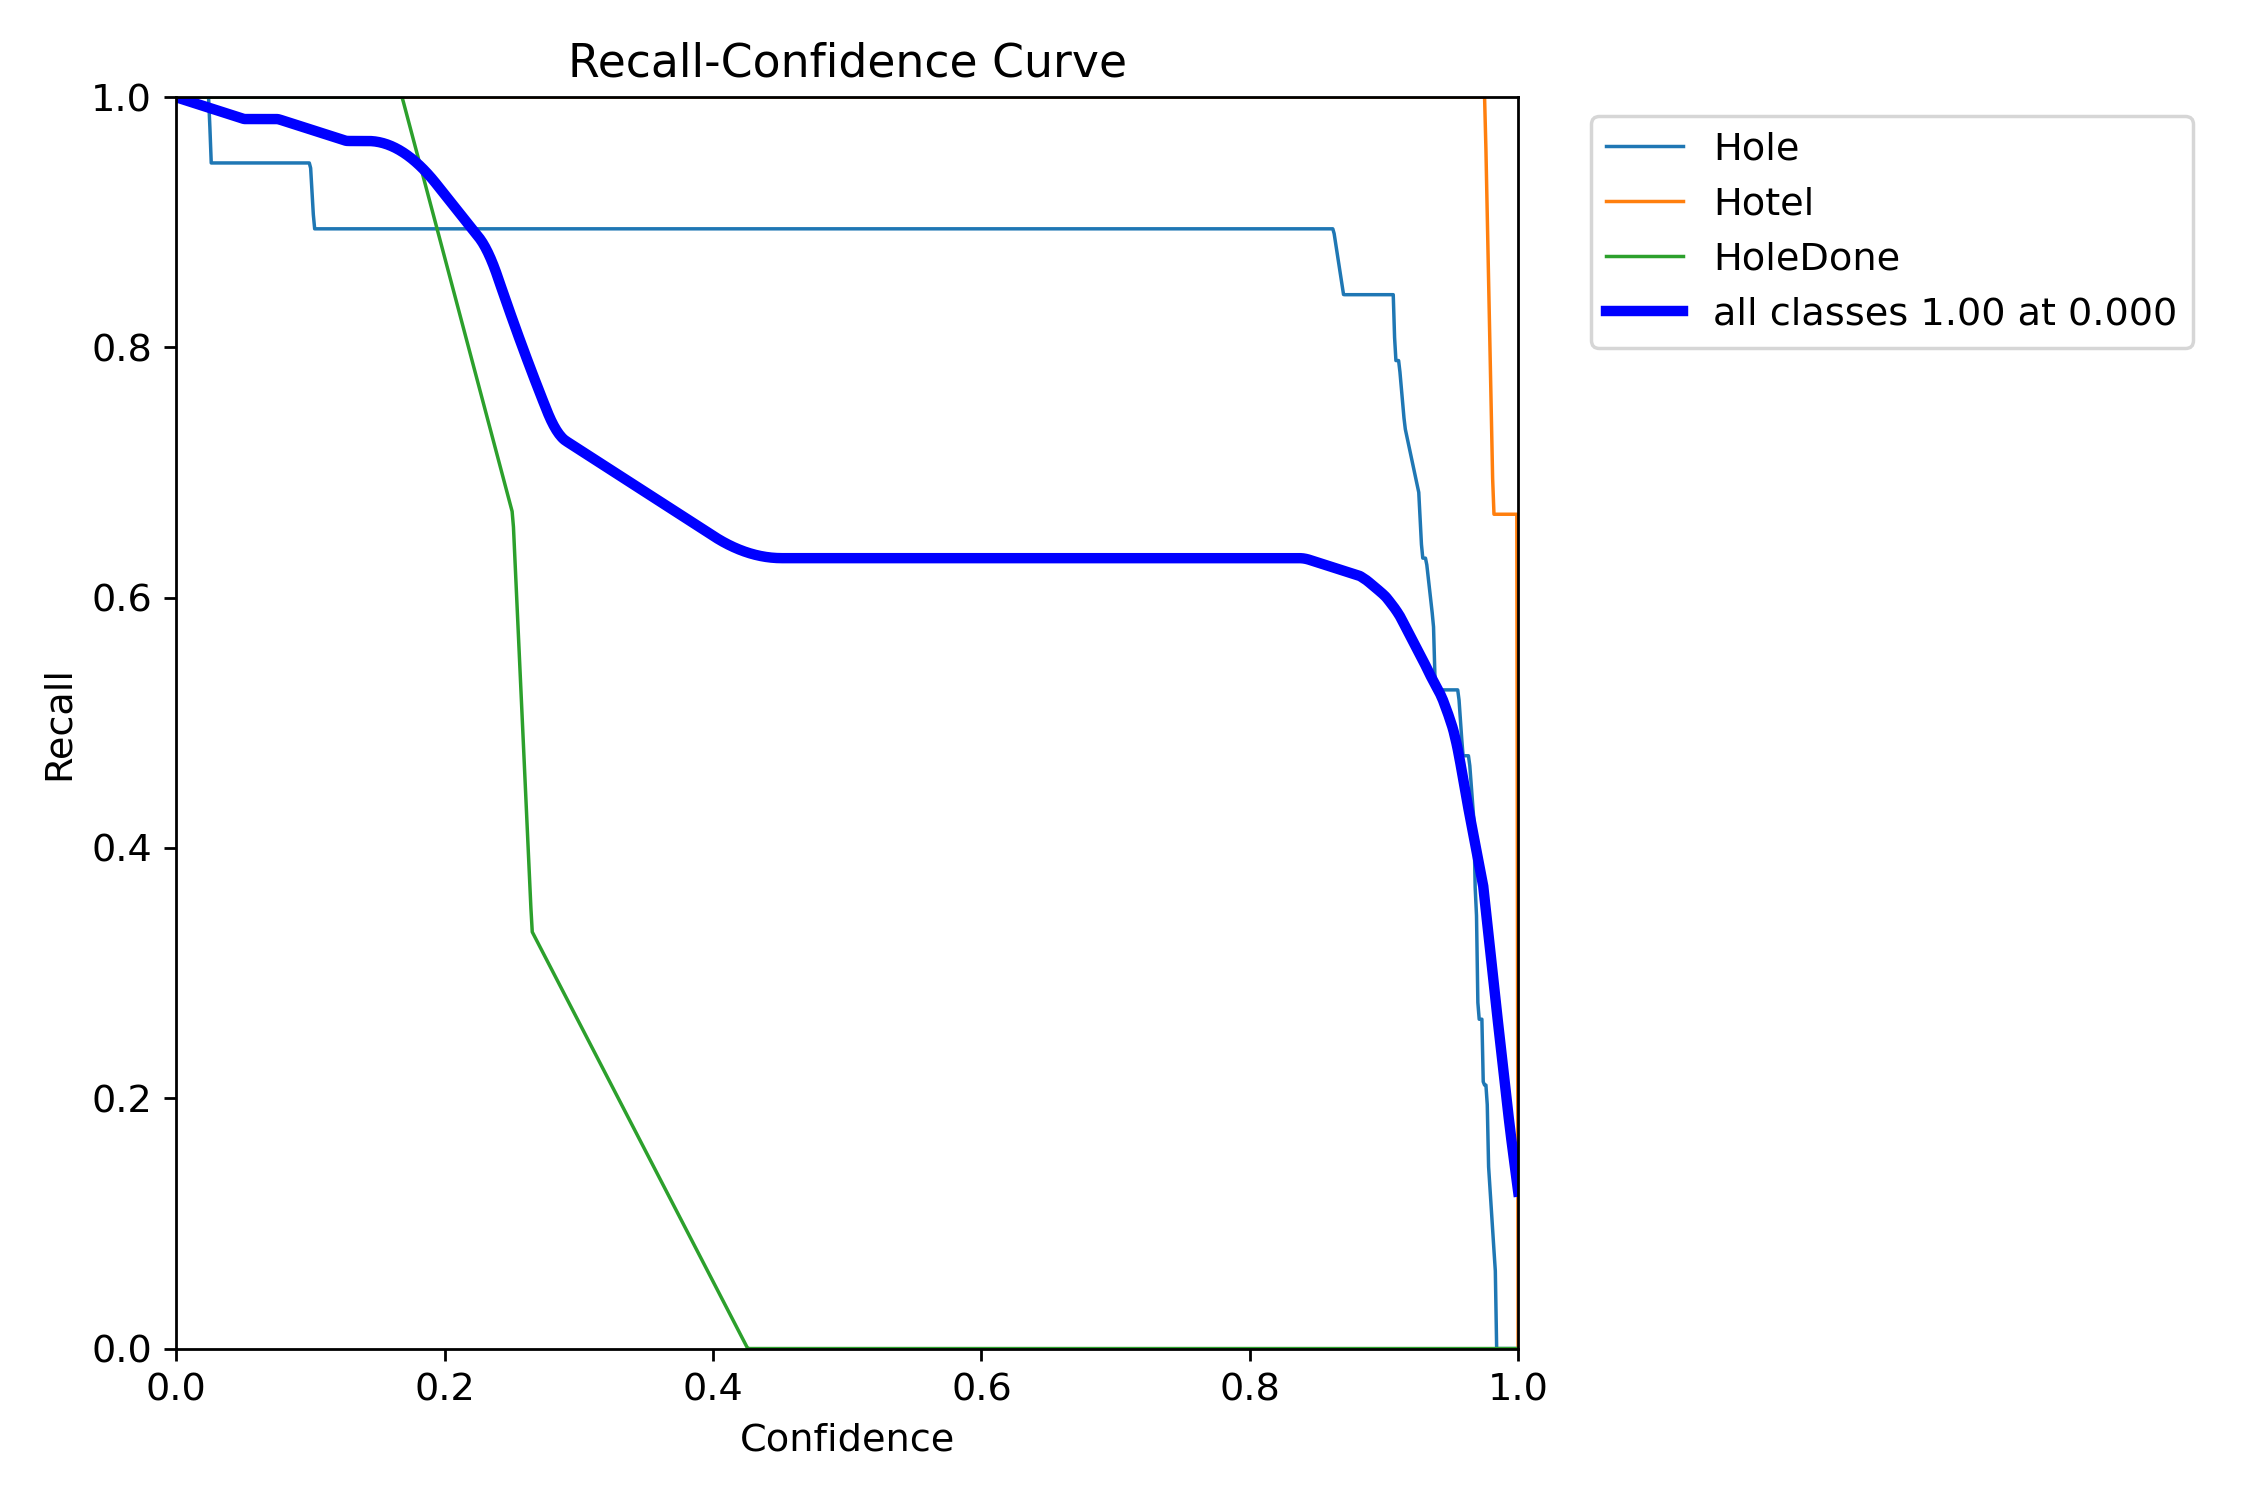 Recall-Confidence Curve
1.0
0.8
0.6
0.4
0.2
0.0
Recall
0.0 0.2 0.4 0.6 0.8 1.0
Confidence
Hole
Hotel
HoleDone
all classes 1.00 at 0.000